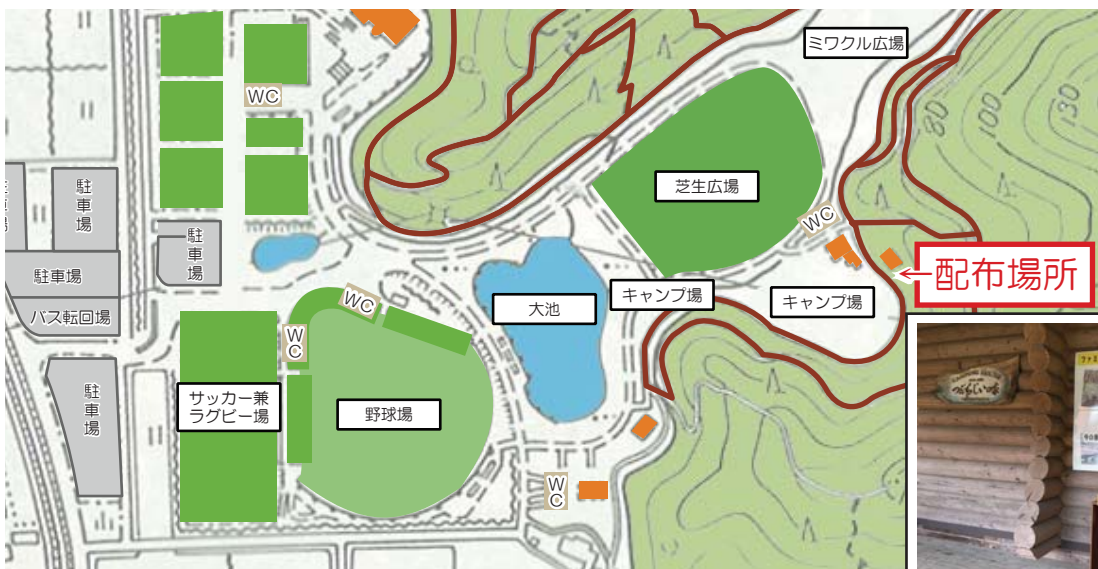 ミワクル広場
WC
芝生広場
駐車場
駐車場
WC
配布場所
駐車場
大池
キャンプ場
キャンプ場
バス転回場
WC
WC
サッカー兼
ラグビー場
野球場
駐車場
WC
80
100
130